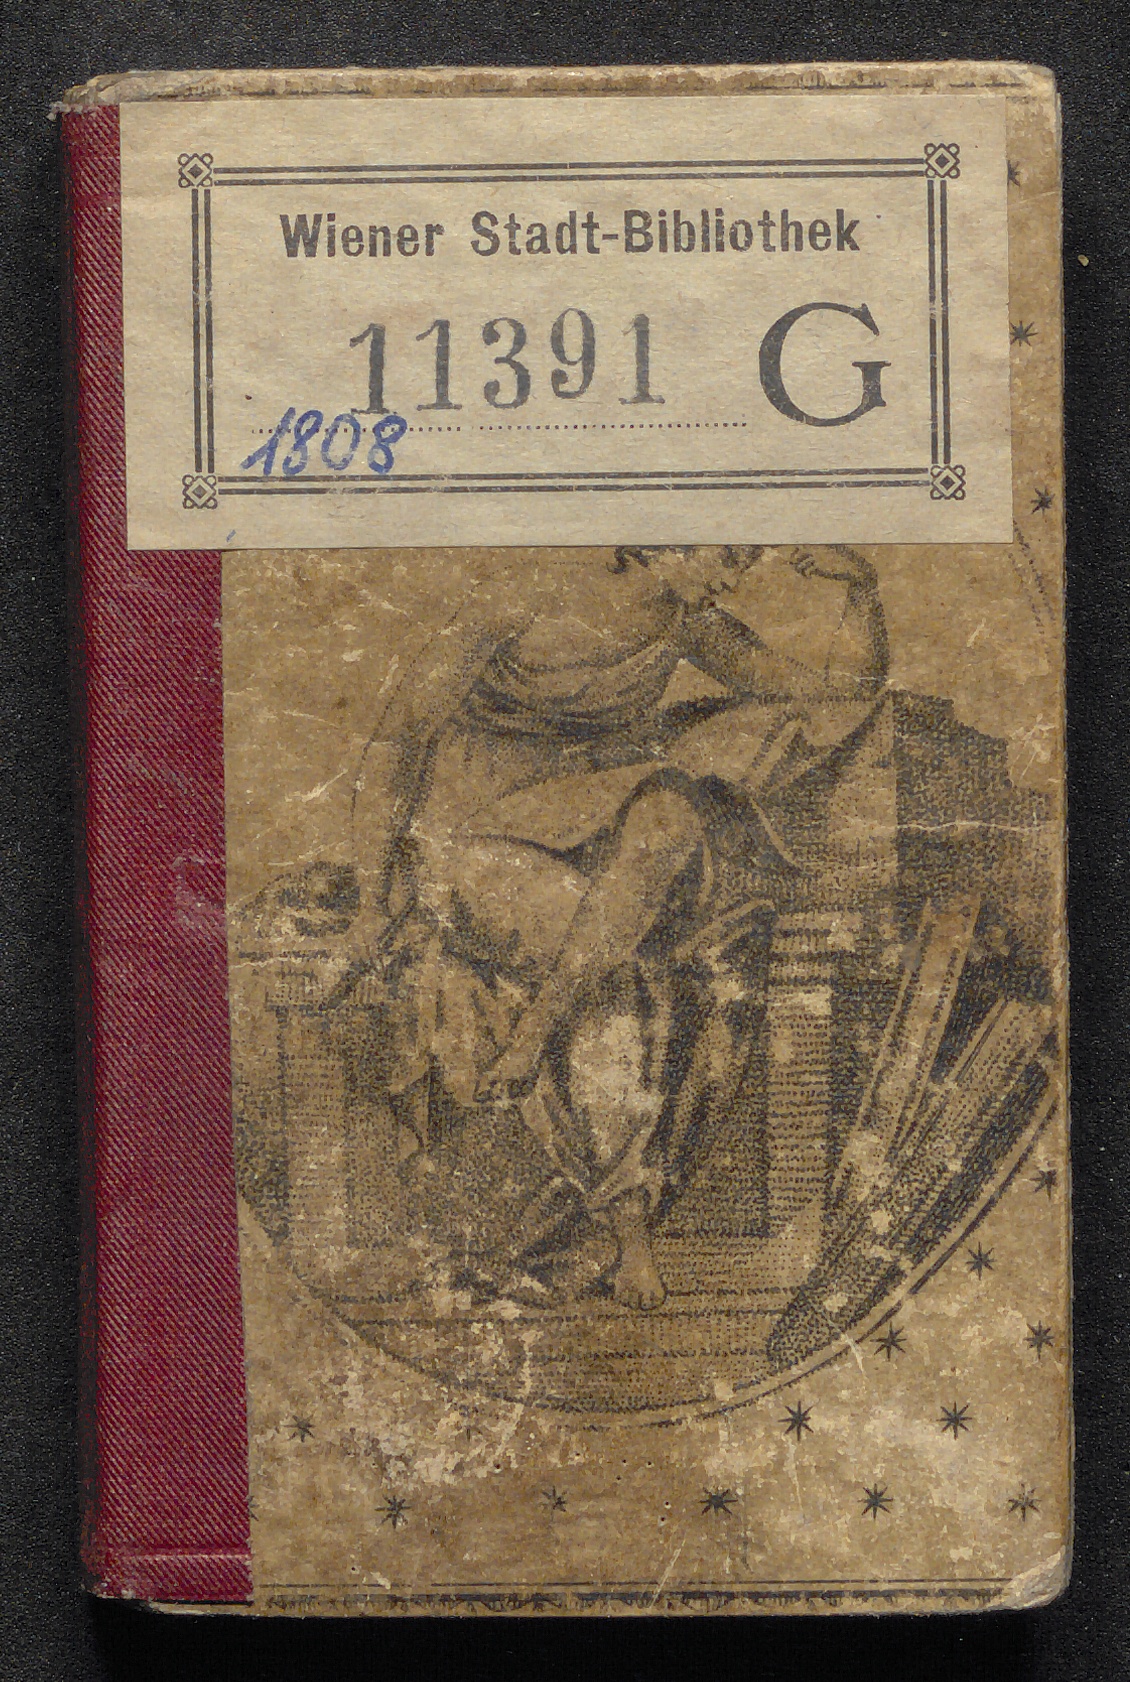 Wiener Stadt-Bibliothek
11391 G
1808